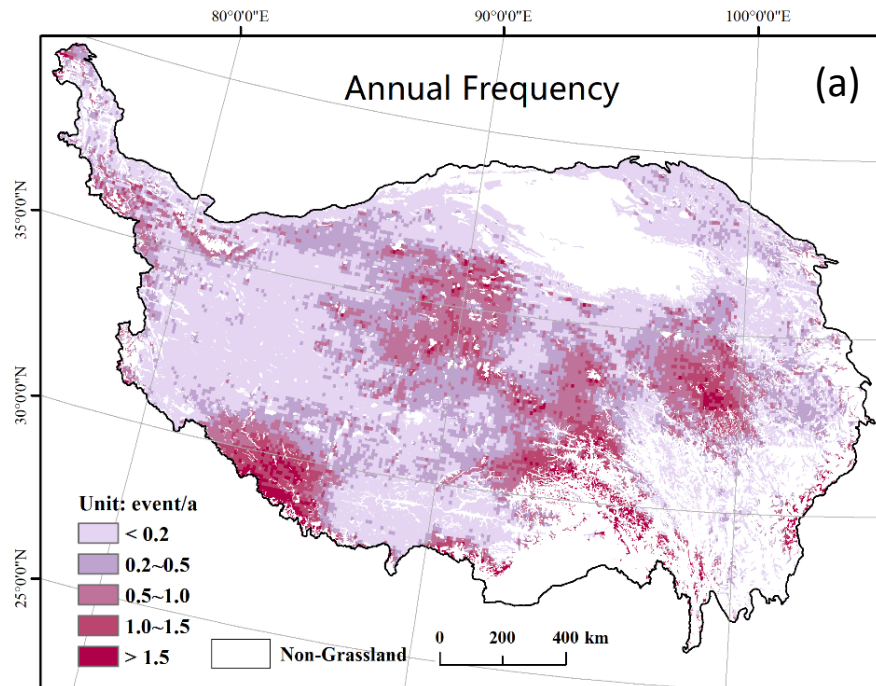 80°0'0"E 90°0'0"E 100°0'0"E
Annual Frequency (a)
35°0'0"N
30°0'0"N
25°0'0"N
Unit: event/a
< 0.2
0.2~0.5
0.5~1.0
1.0~1.5
> 1.5
Non-Grassland
0 200 400 km